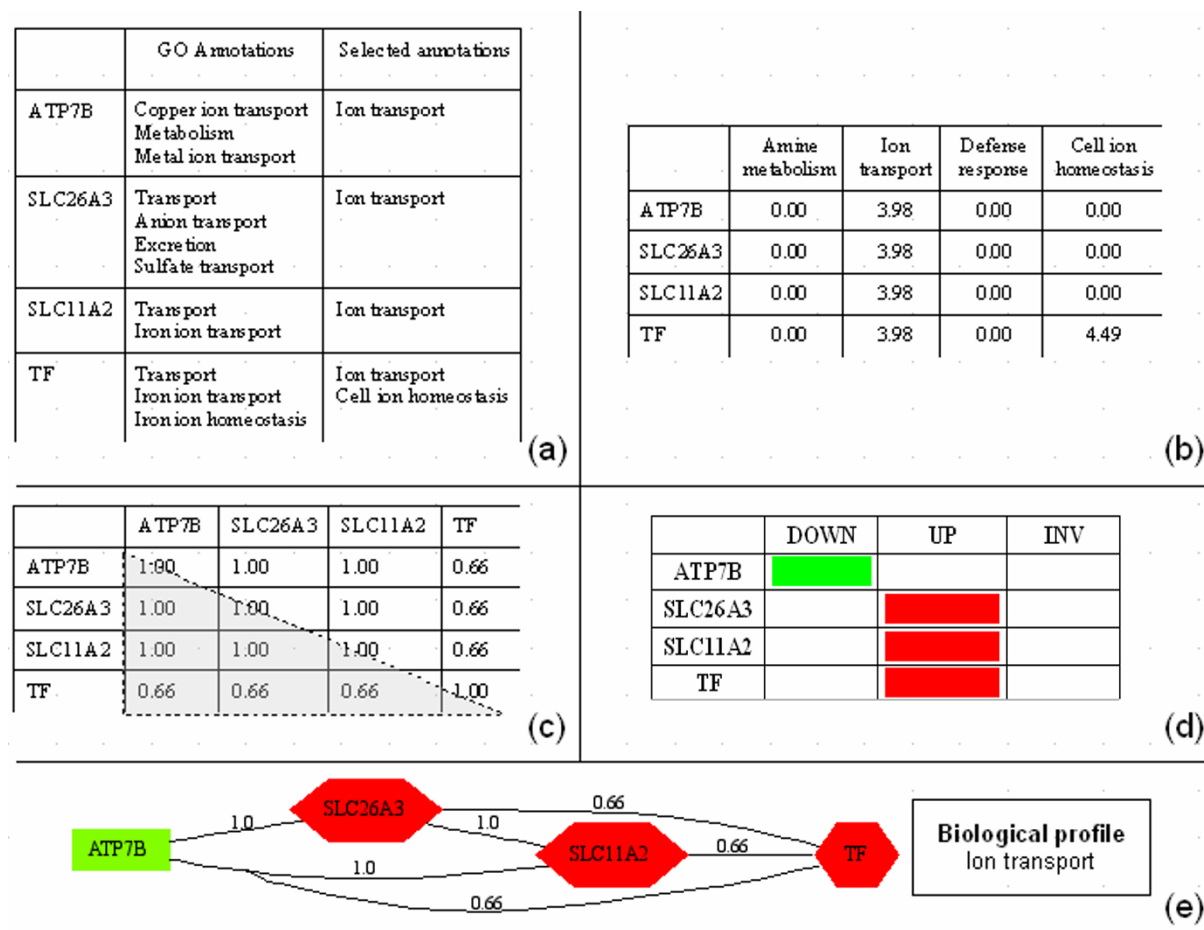 GO Annotations Selected annotations
ATP7B Copper ion transport Ion transport
Metabolism
Metal ion transport
SLC26A3 Transport Ion transport
Anion transport
Excretion
Sulfate transport
SLC11A2 Transport Ion transport
Iron ion transport
TF Transport Ion transport
Iron ion transport Cell ion homeostasis
Iron ion homeostasis
(a)
Amine Ion Defense Cell ion
metabolism transport response homeostasis
ATP7B 0.00 3.98 0.00 0.00
SLC26A3 0.00 3.98 0.00 0.00
SLC11A2 0.00 3.98 0.00 0.00
TF 0.00 3.98 0.00 4.49
(b)
ATP7B SLC26A3 SLC11A2 TF
ATP7B 1.00 1.00 1.00 0.66
SLC26A3 1.00 1.00 1.00 0.66
SLC11A2 1.00 1.00 1.00 0.66
TF 0.66 0.66 0.66 1.00
(c)
DOWN UP INV
ATP7B
SLC26A3
SLC11A2
TF
(d)
SLC26A3 0.66
1.0 1.0
ATP7B SLC11A2 0.66 TF
1.0
0.66
Biological profile
Ion transport
(e)